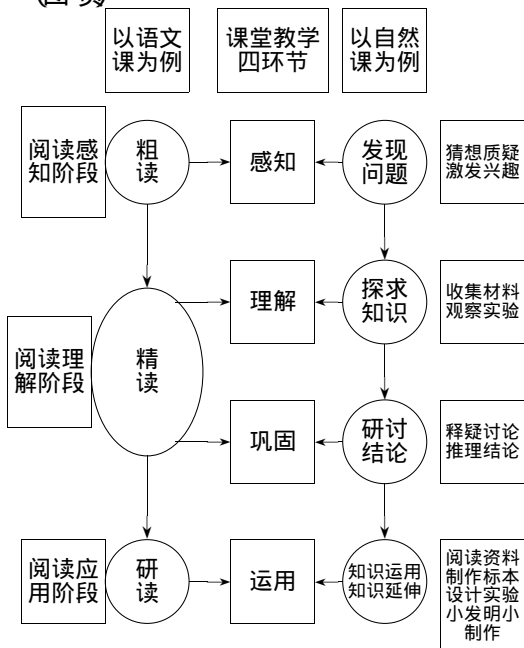 以语文
课为例
课堂教学
四环节
以自然
课为例
阅读感
知阶段
粗
读
感知
发现
问题
猜想质疑
激发兴趣
理解
探求
知识
收集材料
观察实验
阅读理
解阶段
精
读
巩固
研讨
结论
释疑讨论
推理结论
阅读应
用阶段
研
读
运用
知识运用
知识延伸
阅读资料
制作标本
设计实验
小发明小
制作